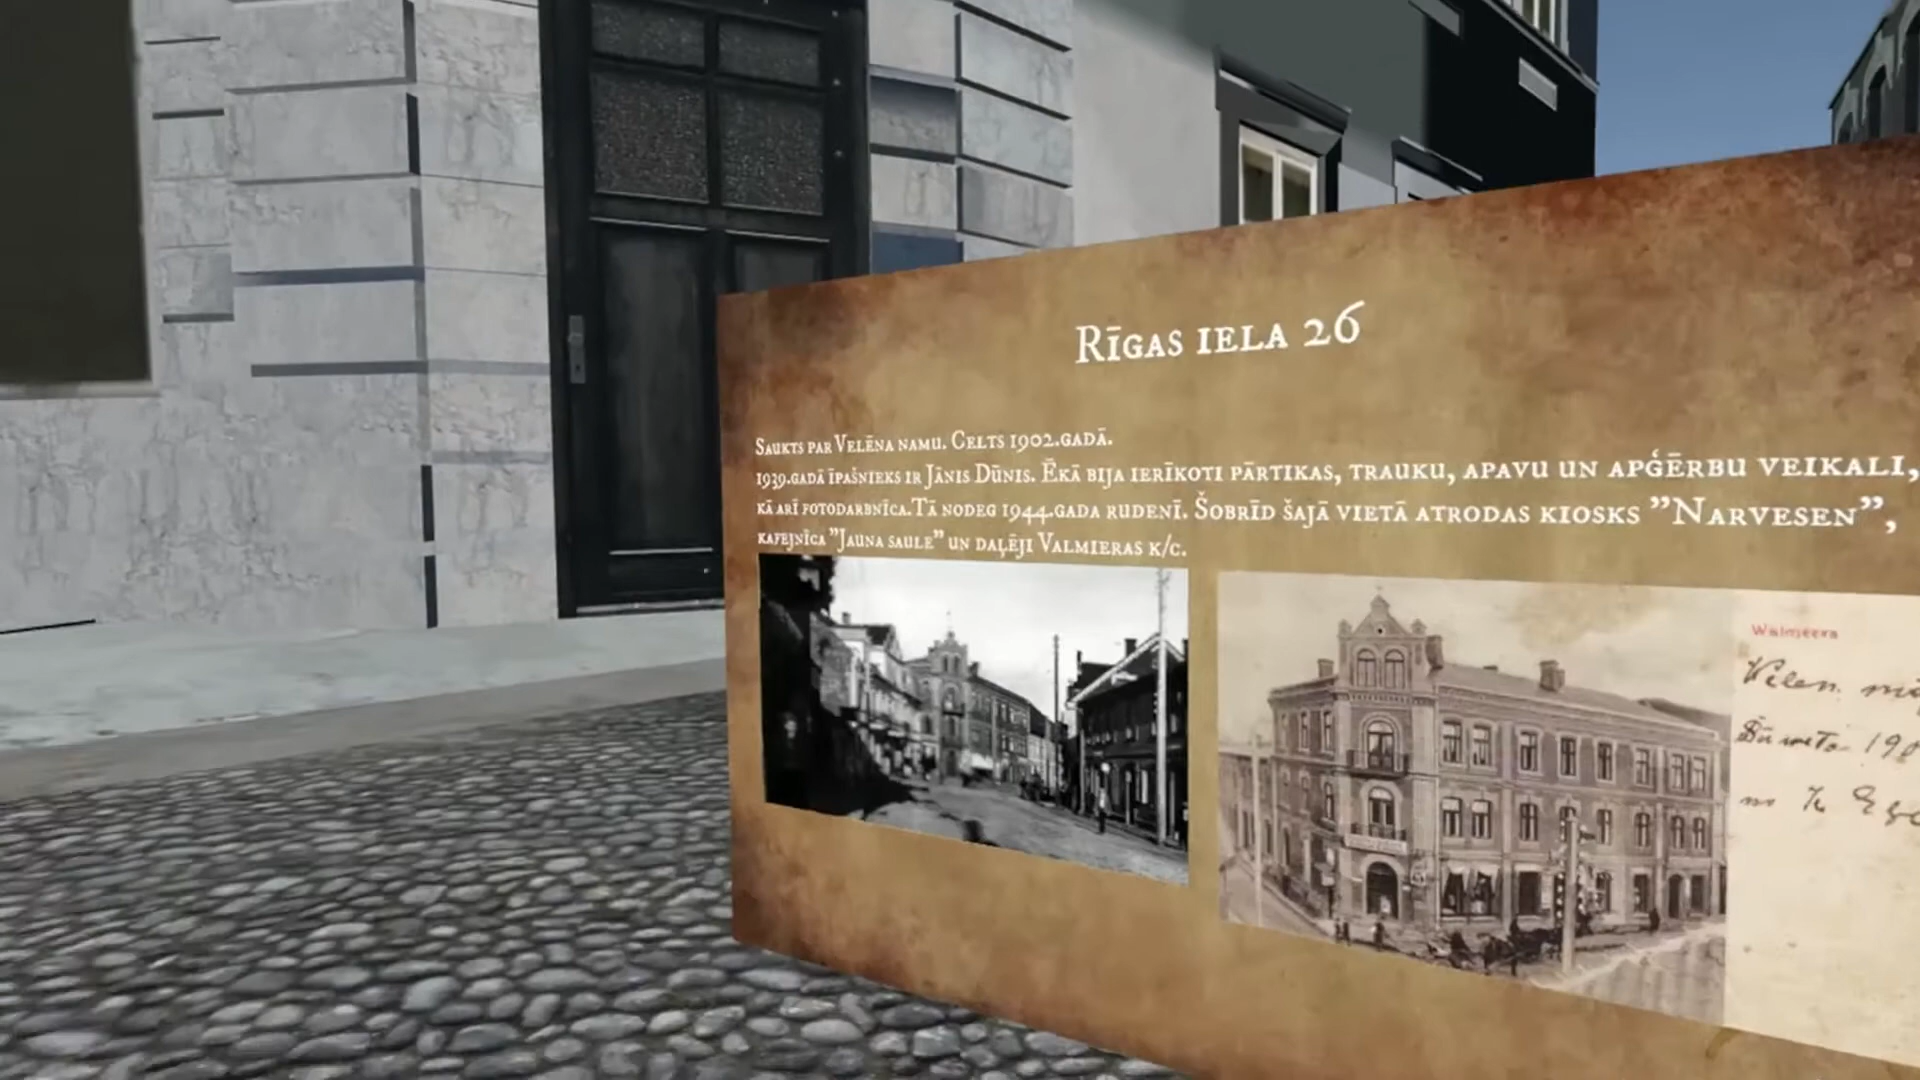 Rīgas iela 26
Saukts par Velēna namu. Celts 1902.gadā.
1939.gadā īpašnieks ir Jānis Dūnis. Ēkā bija ierīkoti pārtikas, trauku, apavu un apģērbu veikali,
kā arī fotodarbnīca.Tā nodeg 1944.gada rudenī. Šobrīd šajā vietā atrodas kiosks "Narvesen",
kafejnīca "Jauna saule" un daļēji Valmieras k/c.
Walmeera